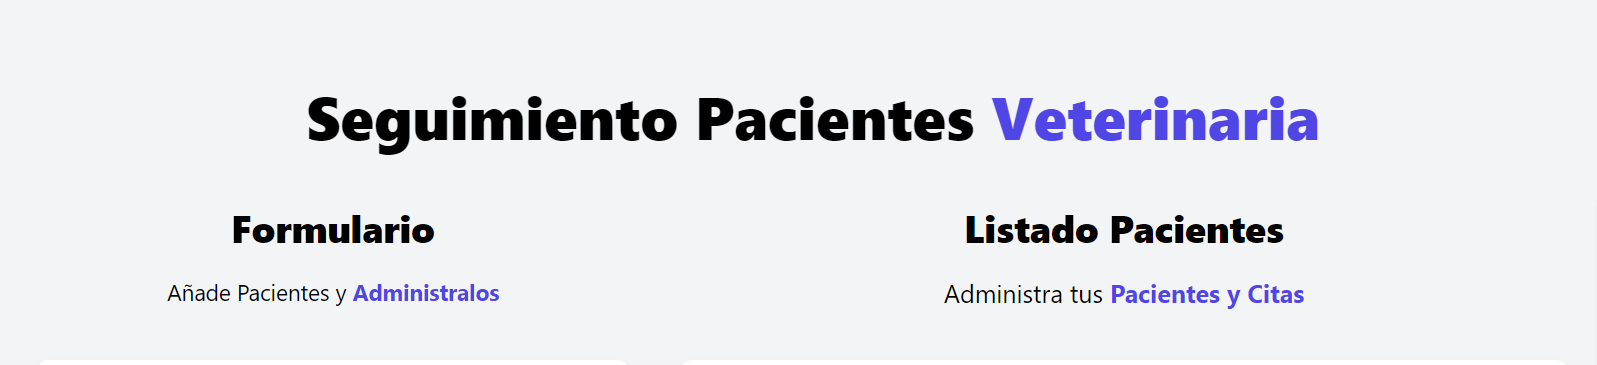 Seguimiento Pacientes Veterinaria
Formulario
Añade Pacientes y Administralos
Listado Pacientes
Administra tus Pacientes y Citas